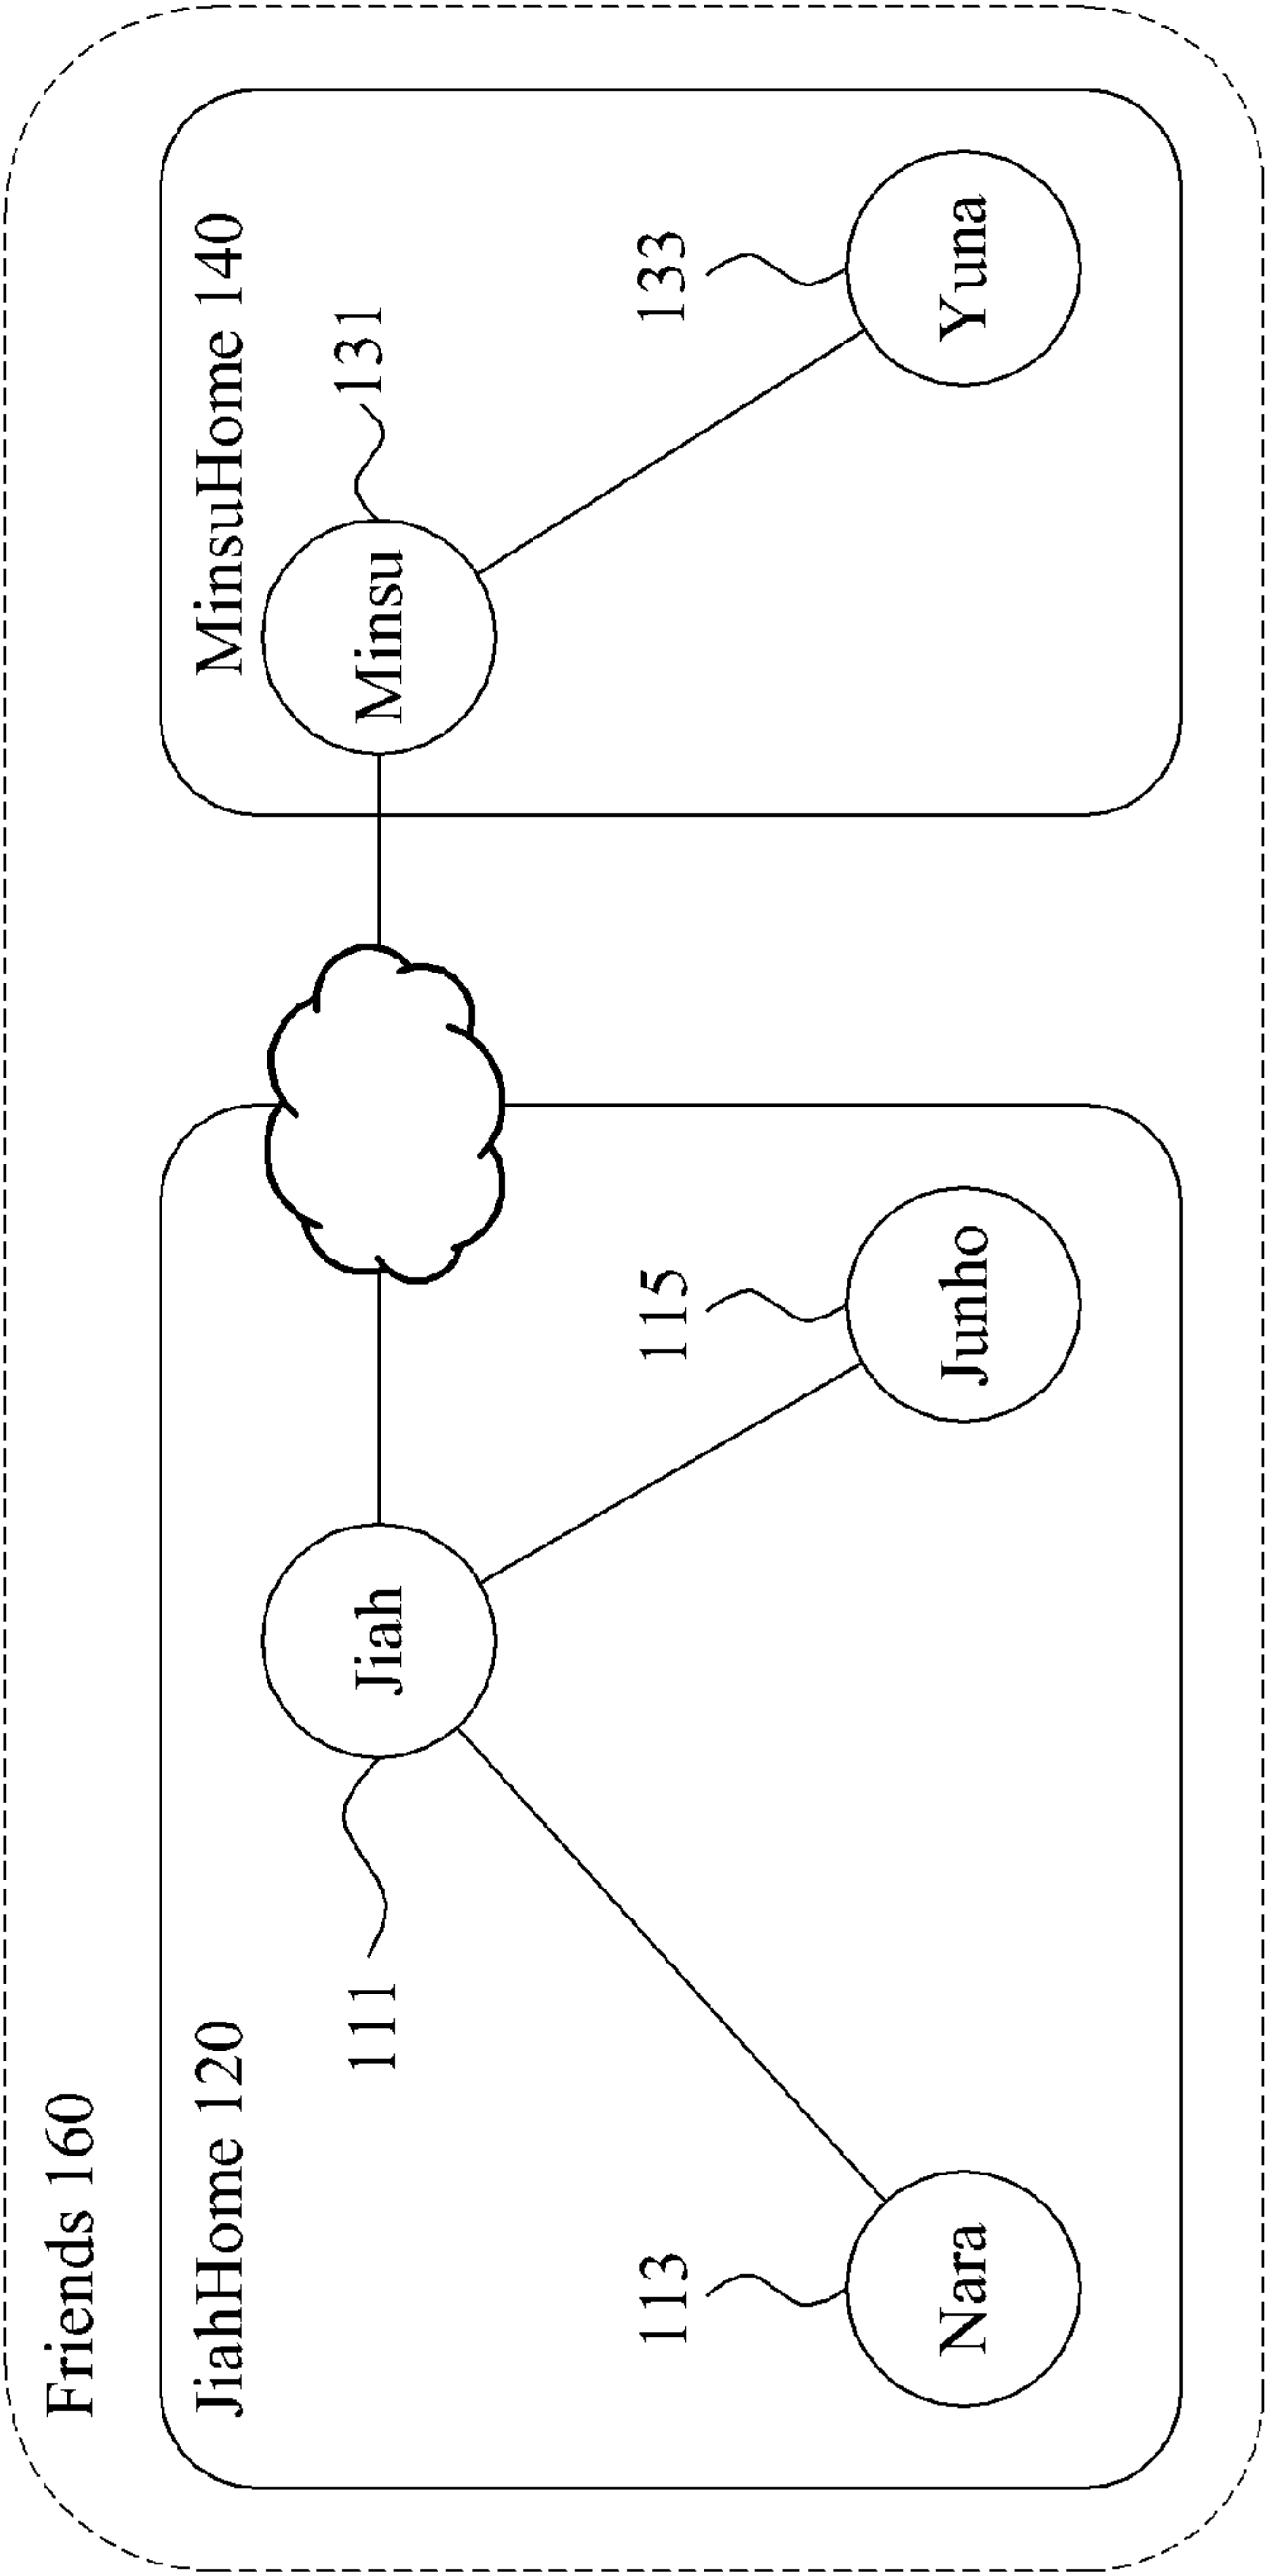 Friends 160
JiahHome 120
MinsuHome 140
111
Jiah
Minsu
131
113
115
133
Nara
Junho
Yuna